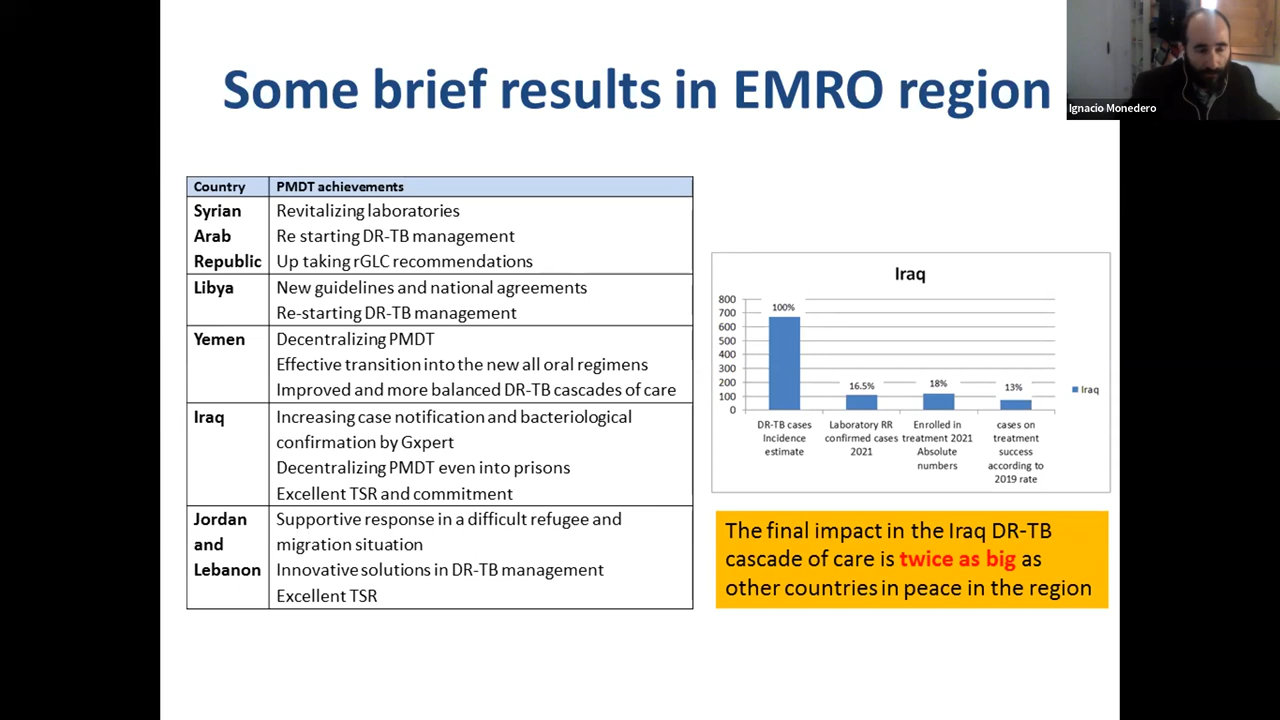 Some brief results in EMRO region
Ignacio Monedero
Country
PMDT achievements
Syrian
Arab
Republic
Revitalizing laboratories
Re starting DR-TB management
Up taking rGLC recommendations
Libya
New guidelines and national agreements
Re-starting DR-TB management
Yemen
Decentralizing PMDT
Effective transition into the new all oral regimens
Improved and more balanced DR-TB cascades of care
Iraq
Increasing case notification and bacteriological
confirmation by Gxpert
Decentralizing PMDT even into prisons
Excellent TSR and commitment
Jordan
and
Lebanon
Supportive response in a difficult refugee and
migration situation
Innovative solutions in DR-TB management
Excellent TSR
Iraq
800
700
600
500
400
300
200
100
0
100%
16.5%
18%
13%
DR-TB cases
Incidence
estimate
Laboratory RR
confirmed cases
2021
Enrolled in
treatment 2021
Absolute
numbers
cases on
treatment
success
according to
2019 rate
Iraq
The final impact in the Iraq DR-TB
cascade of care is twice as big as
other countries in peace in the region